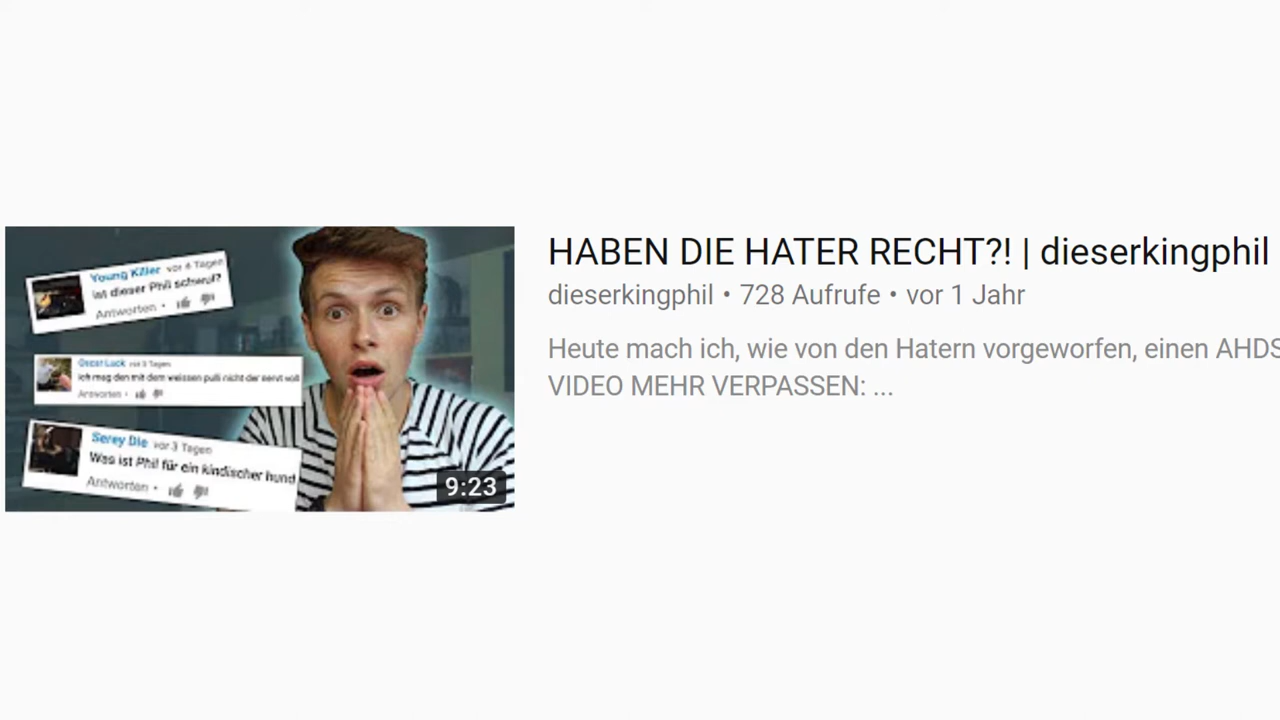 Young Killer vor 4 Tagen
ist dieser Phil schwul?
Antworten •
Oscar Luck vor 3 Tagen
ich mag den mit dem weissen pulli nicht der nervt voll
Antworten •
Serey Die vor 3 Tagen
Was ist Phil für ein kindischer hund
Antworten •
9:23
HABEN DIE HATER RECHT?! | dieserkingphil
dieserkingphil • 728 Aufrufe • vor 1 Jahr
Heute mach ich, wie von den Hatern vorgeworfen, einen AHDS
VIDEO MEHR VERPASSEN: ...